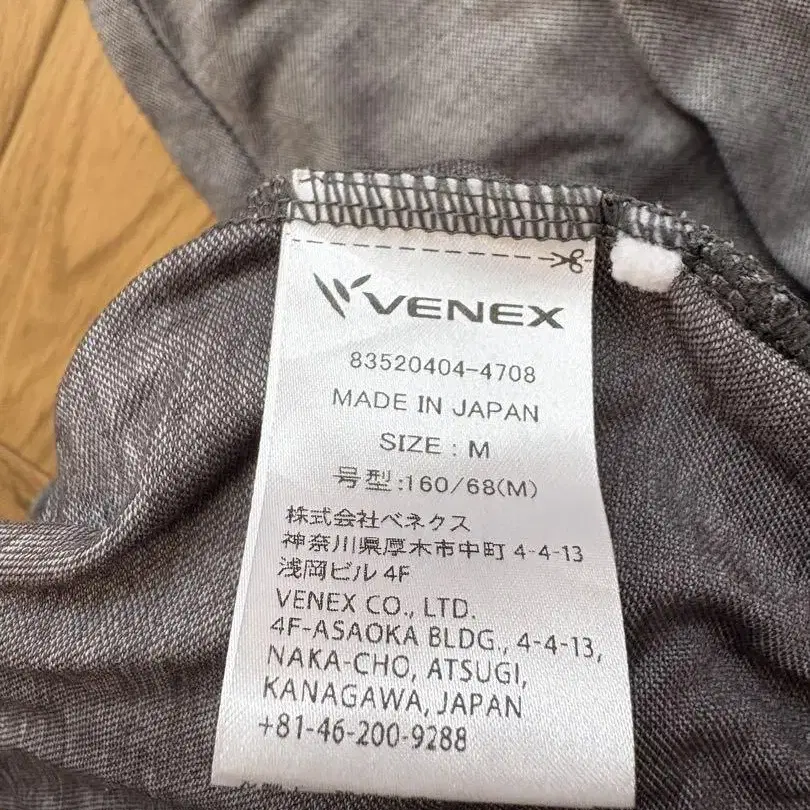 VENEX
83520404-4708
MADE IN JAPAN
SIZE : M
号型:160/68(M)
株式会社ベネクス
神奈川県厚木市中町 4-4-13
浅岡ビル 4F
VENEX CO., LTD.
4F-ASAOKA BLDG., 4-4-13,
NAKA-CHO, ATSUGI,
KANAGAWA, JAPAN
+81-46-200-9288